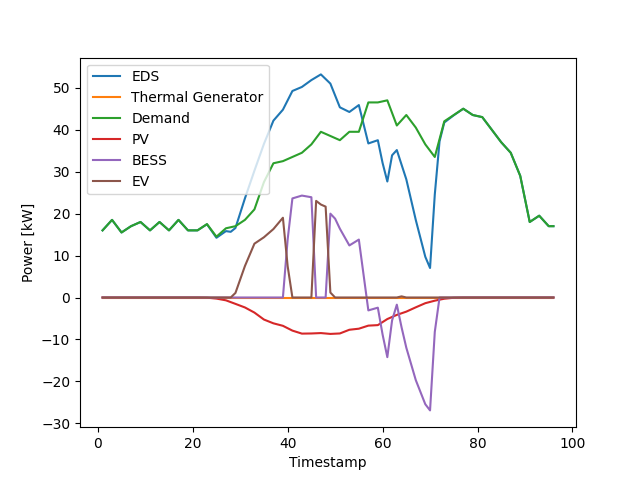 EDS
Thermal Generator
Demand
PV
BESS
EV
Power [kW]
50
40
30
20
10
0
−10
−20
−30
0 20 40 60 80 100
Timestamp